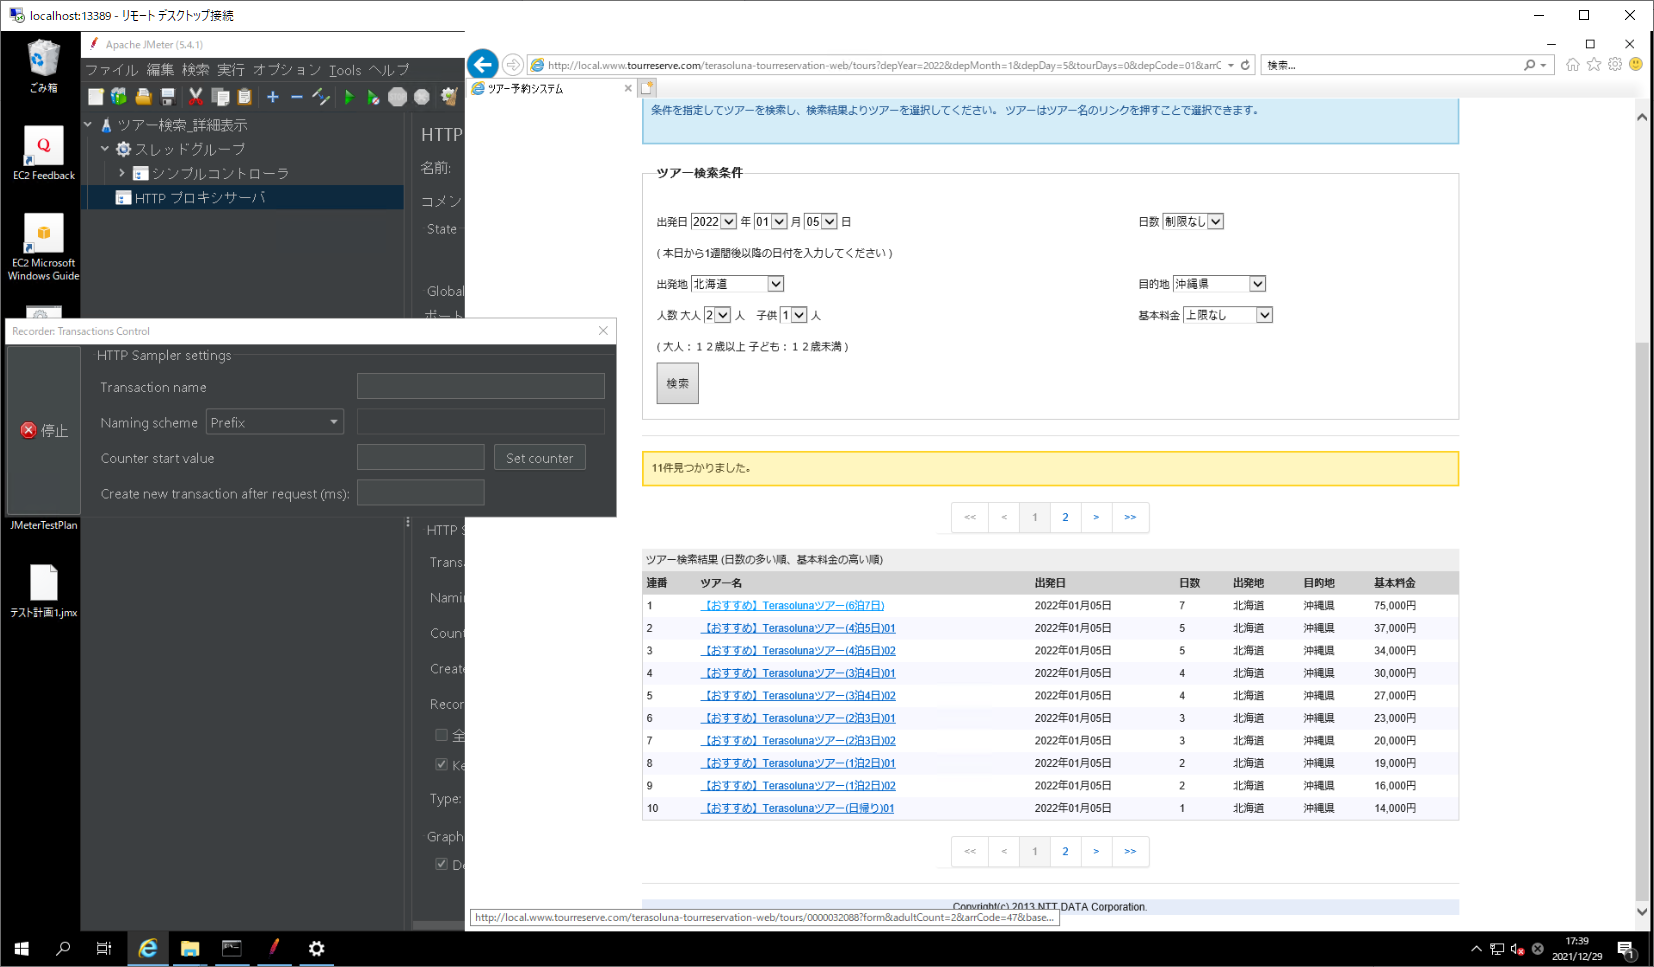 localhost:13389 - リモート デスクトップ接続
ごみ箱
EC2 Feedback
EC2 Microsoft
Windows Guide
JMeterTestPlan
テスト計画1.jmx
Apache JMeter (5.4.1)
ファイル 編集 検索 実行 オプション Tools ヘルプ
ツアー検索_詳細表示
スレッドグループ
シンプルコントローラ
HTTP プロキシサーバ
HTTP
名前:
コメン
State
Global
ポート
Recorder: Transactions Control
停止
HTTP Sampler settings
Transaction name
Naming scheme Prefix
Counter start value Set counter
Create new transaction after request (ms):
HTTP S
Trans
Namin
Count
Create
Recor
全
Ke
Type:
Graph
De
http://local.www.tourreserve.com/terasoluna-tourreservation-web/tours?depYear=2022&depMonth=1&depDay=5&tourDays=0&depCode=01&arrC
検索...
ツアー予約システム
条件を指定してツアーを検索し、検索結果よりツアーを選択してください。 ツアーはツアー名のリンクを押すことで選択できます。
ツアー検索条件
出発日 2022 年 01 月 05 日 日数 制限なし
( 本日から1週間後以降の日付を入力してください )
出発地 北海道 目的地 沖縄県
人数 大人 2 人 子供 1 人 基本料金 上限なし
( 大人：１２歳以上 子ども：１２歳未満 )
検索
11件見つかりました。
<< < 1 2 > >>
ツアー検索結果 (日数の多い順、基本料金の高い順)
連番 ツアー名 出発日 日数 出発地 目的地 基本料金
1 【おすすめ】Terasolunaツアー(6泊7日) 2022年01月05日 7 北海道 沖縄県 75,000円
2 【おすすめ】Terasolunaツアー(4泊5日)01 2022年01月05日 5 北海道 沖縄県 37,000円
3 【おすすめ】Terasolunaツアー(4泊5日)02 2022年01月05日 5 北海道 沖縄県 34,000円
4 【おすすめ】Terasolunaツアー(3泊4日)01 2022年01月05日 4 北海道 沖縄県 30,000円
5 【おすすめ】Terasolunaツアー(3泊4日)02 2022年01月05日 4 北海道 沖縄県 27,000円
6 【おすすめ】Terasolunaツアー(2泊3日)01 2022年01月05日 3 北海道 沖縄県 23,000円
7 【おすすめ】Terasolunaツアー(2泊3日)02 2022年01月05日 3 北海道 沖縄県 20,000円
8 【おすすめ】Terasolunaツアー(1泊2日)01 2022年01月05日 2 北海道 沖縄県 19,000円
9 【おすすめ】Terasolunaツアー(1泊2日)02 2022年01月05日 2 北海道 沖縄県 16,000円
10 【おすすめ】Terasolunaツアー(日帰り)01 2022年01月05日 1 北海道 沖縄県 14,000円
<< < 1 2 > >>
Copyright(c) 2013 NTT DATA Corporation.
http://local.www.tourreserve.com/terasoluna-tourreservation-web/tours/0000032088?form&adultCount=2&arrCode=47&base...
17:39
2021/12/29
1